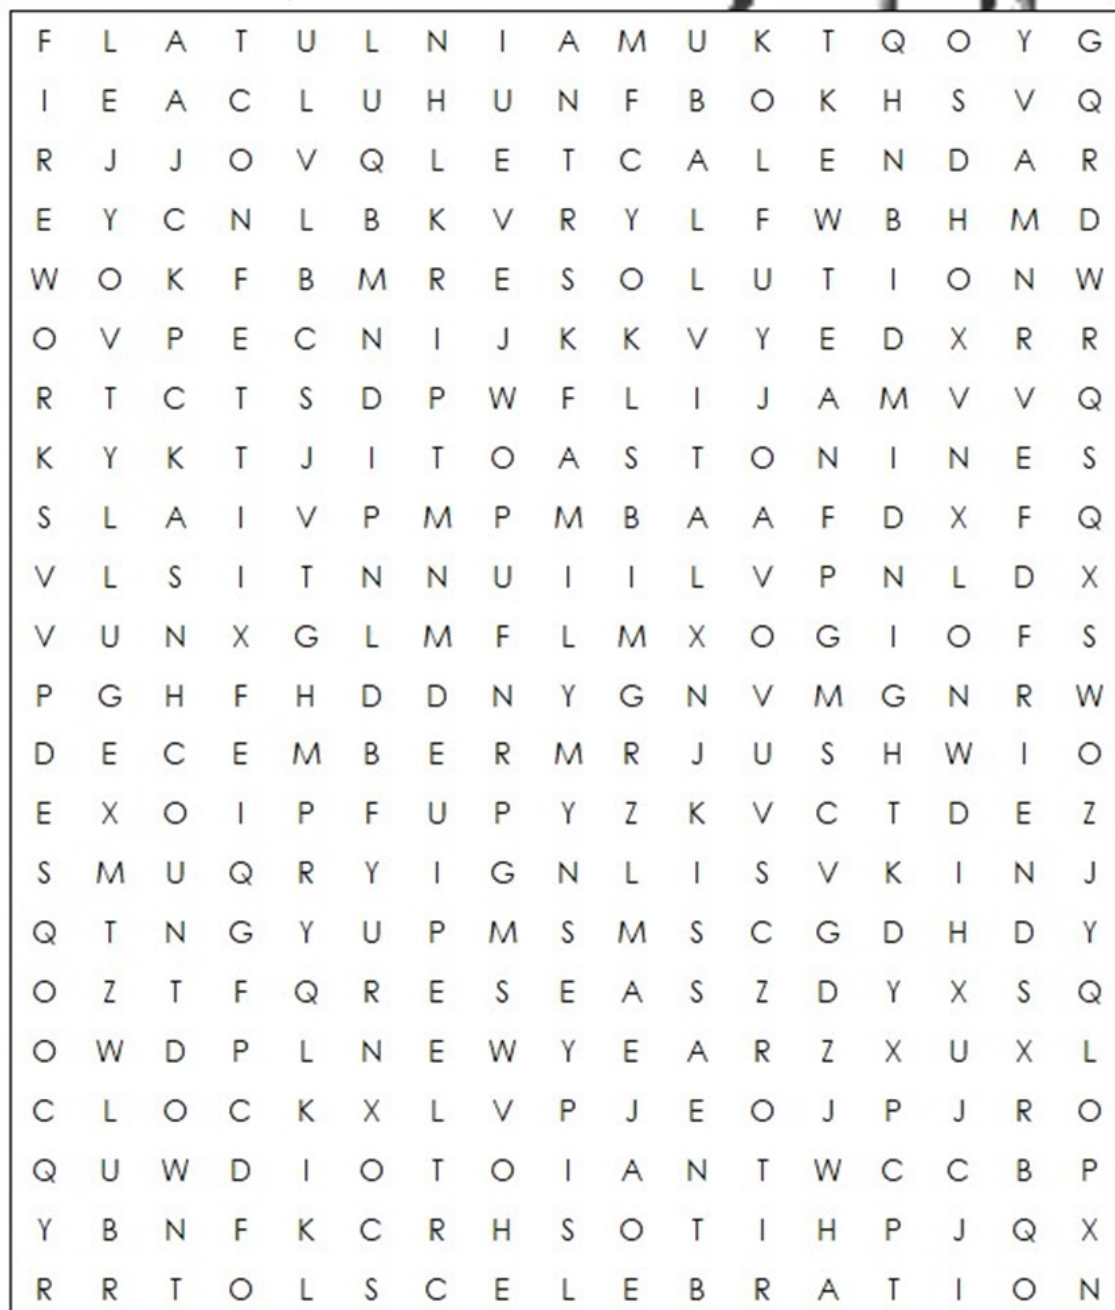 F L A T U L N I A M U K T Q O Y G
I E A C L U H U N F B O K H S V Q
R J J O V Q L E T C A L E N D A R
E Y C N L B K V R Y L F W B H M D
W O K F B M R E S O L U T I O N W
O V P E C N I J K K V Y E D X R R
R T C T S D P W F L I J A M V V Q
K Y K T J I T O A S T O N I N E S
S L A I V P M P M B A A F D X F Q
V L S I T N N U I I L V P N L D X
V U N X G L M F L M X O G I O F S
P G H F H D D N Y G N V M G N R W
D E C E M B E R M R J U S H W I O
E X O I P F U P Y Z K V C T D E Z
S M U Q R Y I G N L I S V K I N J
Q T N G Y U P M S M S C G D H D Y
O Z T F Q R E S E A S Z D Y X S Q
O W D P L N E W Y E A R Z X U X L
C L O C K X L V P J E O J P J R O
Q U W D I O T O I A N T W C C B P
Y B N F K C R H S O T I H P J Q X
R R T O L S C E L E B R A T I O N